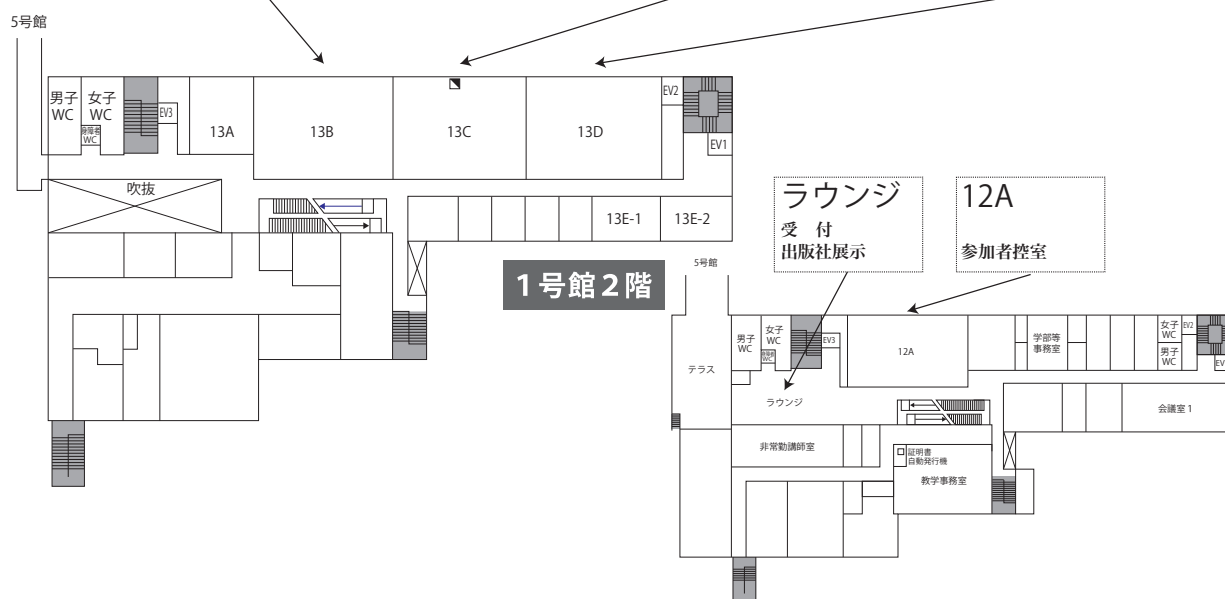 5号館
男子
WC
女子
WC
身障者
WC
EV3
13A
13B
13C
13D
EV2
EV1
吹抜
13E-1
13E-2
ラウンジ
受　付
出版社展示
12A
参加者控室
1号館2階
5号館
テラス
男子
WC
女子
WC
身障者
WC
EV3
12A
学部等
事務室
女子
WC
EV2
男子
WC
EV
ラウンジ
会議室1
非常勤講師室
証明書
自動発行機
教学事務室